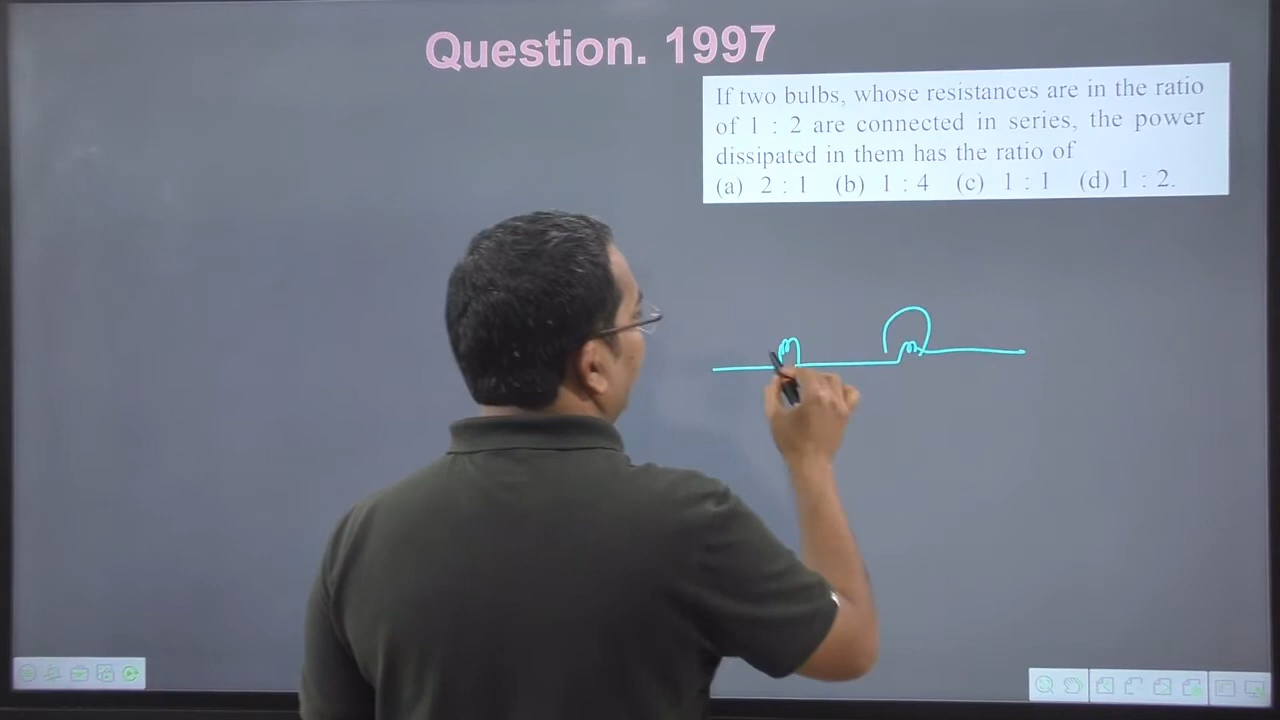 Question. 1997
If two bulbs, whose resistances are in the ratio
of 1 : 2 are connected in series, the power
dissipated in them has the ratio of
(a) 2 : 1 (b) 1 : 4 (c) 1 : 1 (d) 1 : 2.